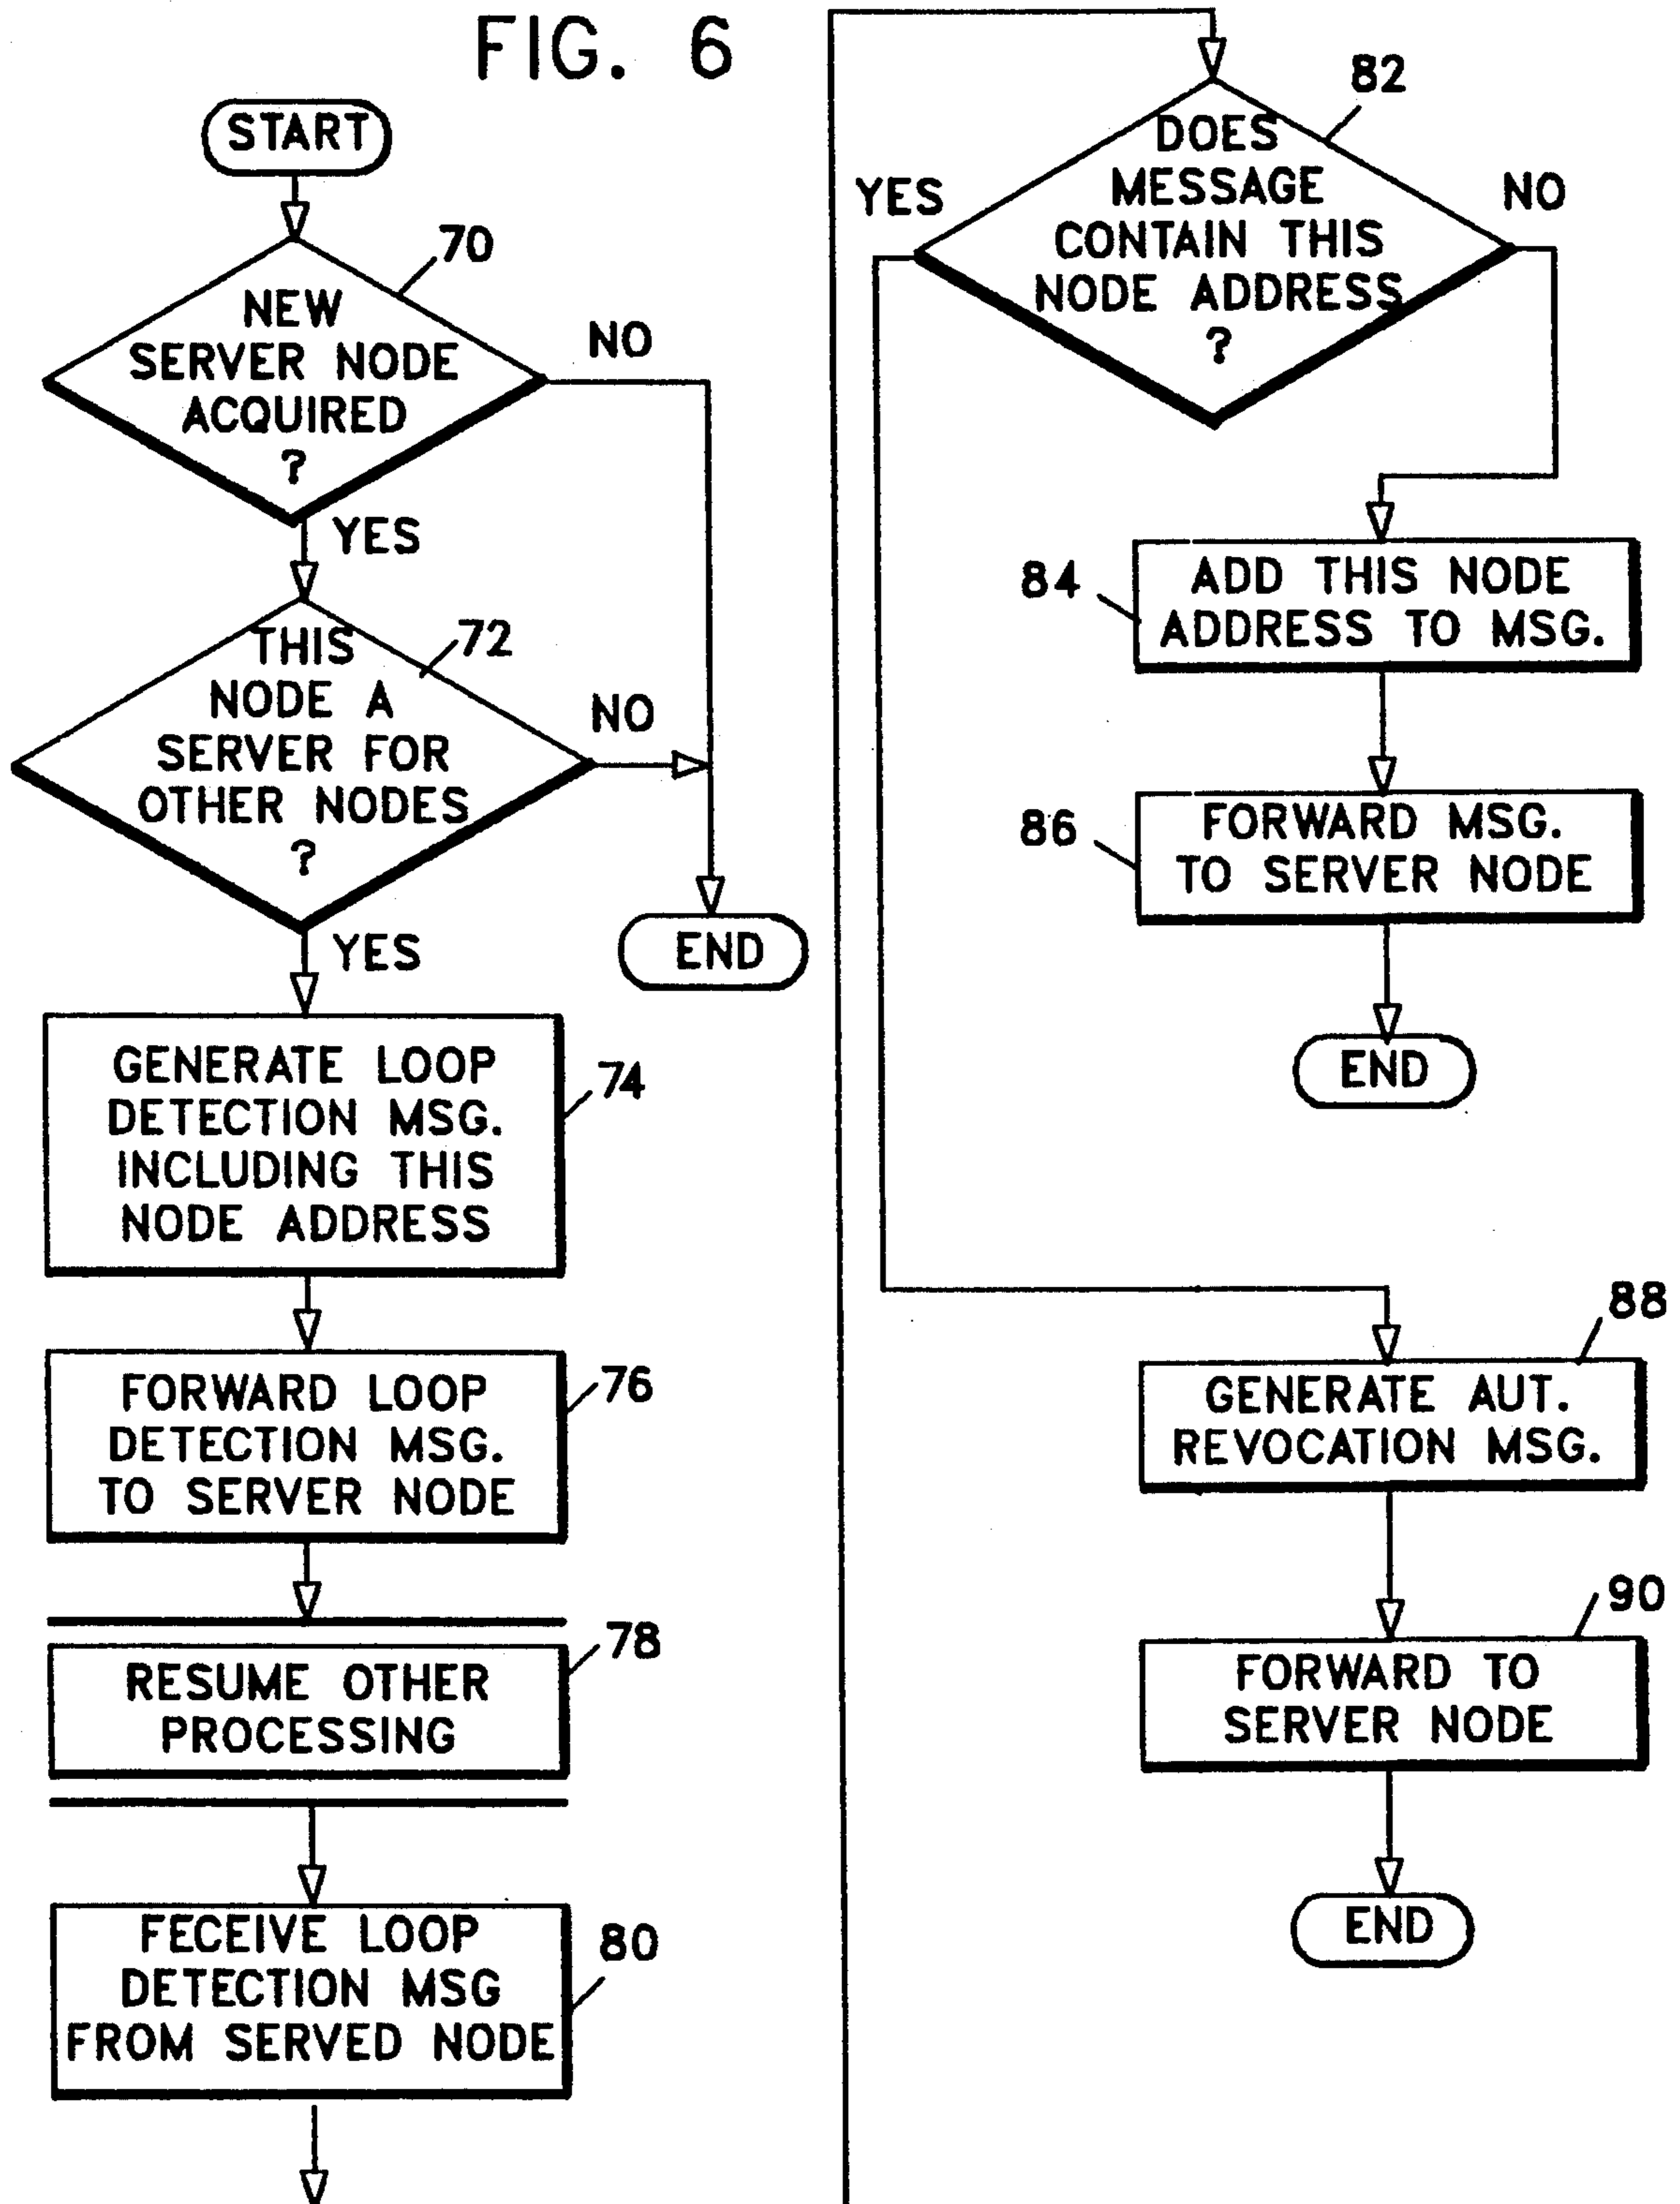 FIG. 6
START
70
NEW
SERVER NODE
ACQUIRED
?
NO
YES
72
THIS
NODE A
SERVER FOR
OTHER NODES
?
NO
END
YES
GENERATE LOOP
DETECTION MSG.
INCLUDING THIS
NODE ADDRESS
74
FORWARD LOOP
DETECTION MSG.
TO SERVER NODE
76
RESUME OTHER
PROCESSING
78
FECEIVE LOOP
DETECTION MSG
FROM SERVED NODE
80
82
DOES
MESSAGE
CONTAIN THIS
NODE ADDRESS
?
YES
NO
84
ADD THIS NODE
ADDRESS TO MSG.
86
FORWARD MSG.
TO SERVER NODE
END
88
GENERATE AUT.
REVOCATION MSG.
90
FORWARD TO
SERVER NODE
END